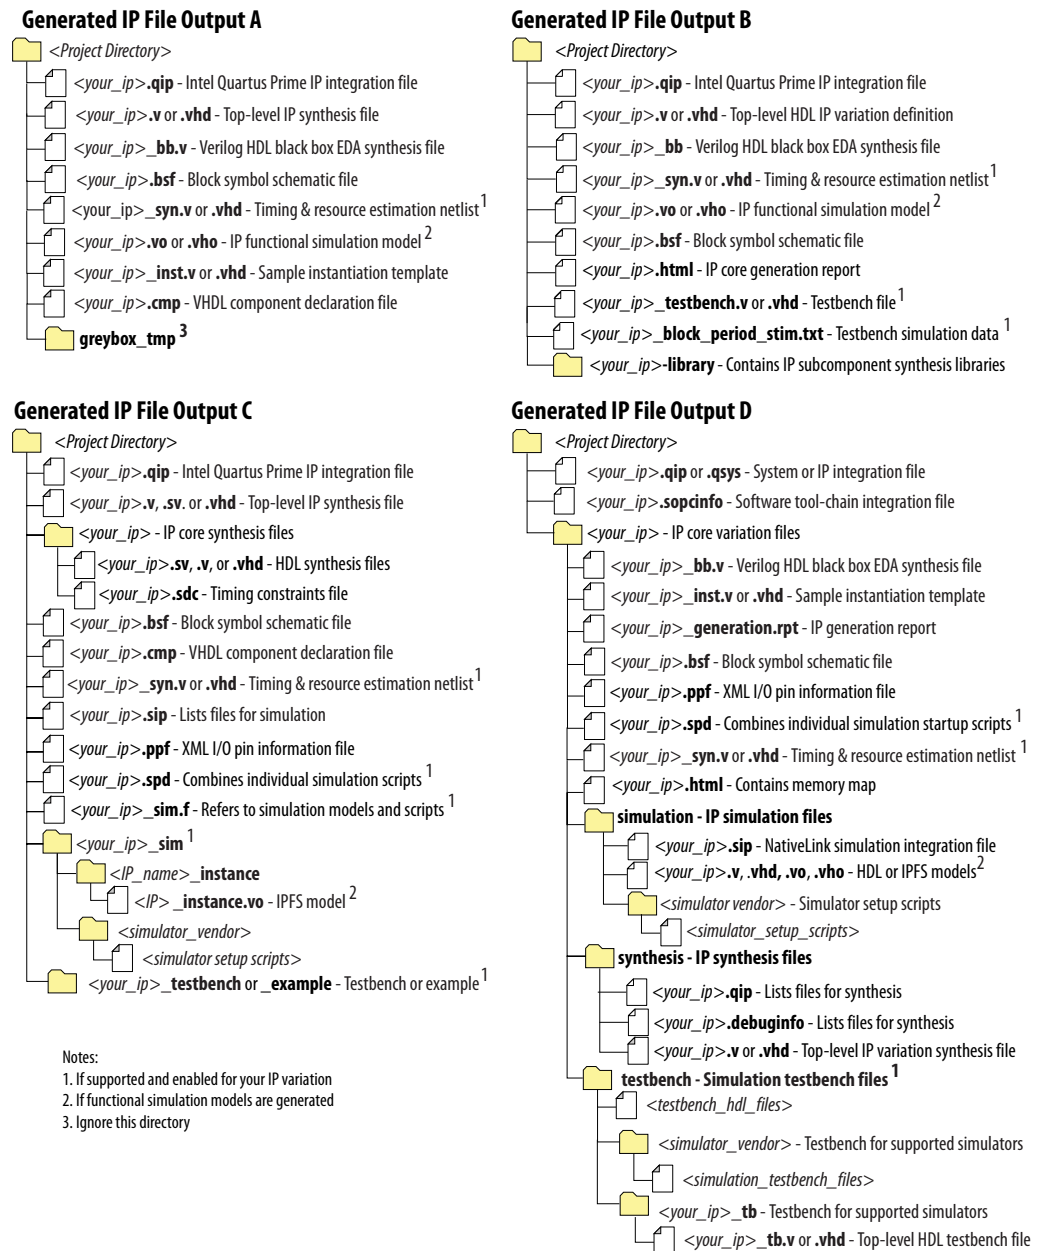 Generated IP File Output A
<Project Directory>
<your_ip>.qip - Intel Quartus Prime IP integration file
<your_ip>.v or .vhd - Top-level IP synthesis file
<your_ip>_bb.v - Verilog HDL black box EDA synthesis file
<your_ip>.bsf - Block symbol schematic file
<your_ip>_syn.v or .vhd - Timing & resource estimation netlist 1
<your_ip>.vo or .vho - IP functional simulation model 2
<your_ip>_inst.v or .vhd - Sample instantiation template
<your_ip>.cmp - VHDL component declaration file
greybox_tmp 3
Generated IP File Output B
<Project Directory>
<your_ip>.qip - Intel Quartus Prime IP integration file
<your_ip>.v or .vhd - Top-level HDL IP variation definition
<your_ip>_bb - Verilog HDL black box EDA synthesis file
<your_ip>_syn.v or .vhd - Timing & resource estimation netlist 1
<your_ip>.vo or .vho - IP functional simulation model 2
<your_ip>.bsf - Block symbol schematic file
<your_ip>.html - IP core generation report
<your_ip>_testbench.v or .vhd - Testbench file 1
<your_ip>_block_period_stim.txt - Testbench simulation data 1
<your_ip>-library - Contains IP subcomponent synthesis libraries
Generated IP File Output C
<Project Directory>
<your_ip>.qip - Intel Quartus Prime IP integration file
<your_ip>.v, .sv. or .vhd - Top-level IP synthesis file
<your_ip> - IP core synthesis files
<your_ip>.sv, .v, or .vhd - HDL synthesis files
<your_ip>.sdc - Timing constraints file
<your_ip>.bsf - Block symbol schematic file
<your_ip>.cmp - VHDL component declaration file
<your_ip>_syn.v or .vhd - Timing & resource estimation netlist 1
<your_ip>.sip - Lists files for simulation
<your_ip>.ppf - XML I/O pin information file
<your_ip>.spd - Combines individual simulation scripts 1
<your_ip>_sim.f - Refers to simulation models and scripts 1
<your_ip>_sim 1
<IP_name>_instance
<IP>_instance.vo - IPFS model 2
<simulator_vendor>
<simulator setup scripts>
<your_ip>_testbench or _example - Testbench or example 1
Notes:
1. If supported and enabled for your IP variation
2. If functional simulation models are generated
3. Ignore this directory
Generated IP File Output D
<Project Directory>
<your_ip>.qip or .qsys - System or IP integration file
<your_ip>.sopcinfo - Software tool-chain integration file
<your_ip> - IP core variation files
<your_ip>_bb.v - Verilog HDL black box EDA synthesis file
<your_ip>_inst.v or .vhd - Sample instantiation template
<your_ip>_generation.rpt - IP generation report
<your_ip>.bsf - Block symbol schematic file
<your_ip>.ppf - XML I/O pin information file
<your_ip>.spd - Combines individual simulation startup scripts 1
<your_ip>_syn.v or .vhd - Timing & resource estimation netlist 1
<your_ip>.html - Contains memory map
simulation - IP simulation files
<your_ip>.sip - NativeLink simulation integration file
<your_ip>.v, .vhd, .vo, .vho - HDL or IPFS models 2
<simulator vendor> - Simulator setup scripts
<simulator_setup_scripts>
synthesis - IP synthesis files
<your_ip>.qip - Lists files for synthesis
<your_ip>.debuginfo - Lists files for synthesis
<your_ip>.v or .vhd - Top-level IP variation synthesis file
testbench - Simulation testbench files 1
<testbench_hdl_files>
<simulator_vendor> - Testbench for supported simulators
<simulation_testbench_files>
<your_ip>_tb - Testbench for supported simulators
<your_ip>_tb.v or .vhd - Top-level HDL testbench file